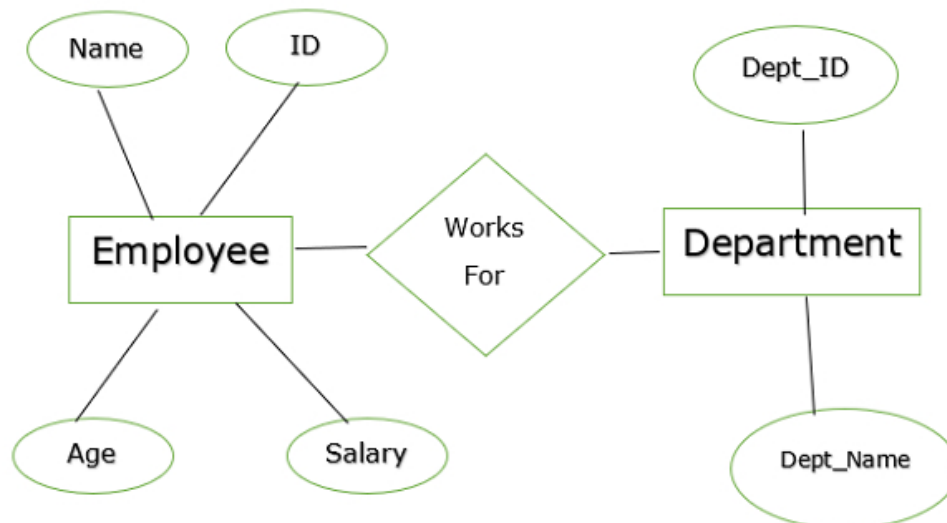 Name
ID
Dept_ID
Employee
Works
For
Department
Age
Salary
Dept_Name